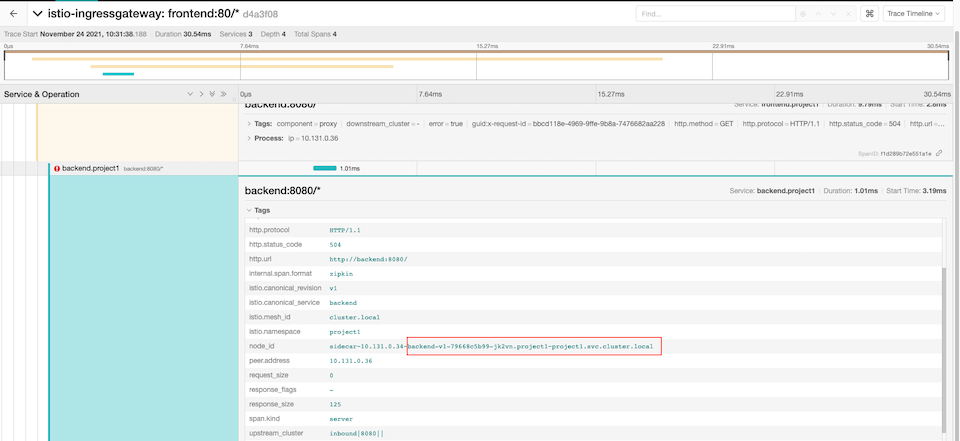 istio-ingressgateway: frontend:80/* d4a3f08
Find...
Trace Timeline
Trace Start November 24 2021, 10:31:38.188 Duration 30.54ms Services 3 Depth 4 Total Spans 4
0μs 7.64ms 15.27ms 22.91ms 30.54ms
Service & Operation 0μs 7.64ms 15.27ms 22.91ms 30.54ms
backend:8080/* Service: frontend.project1 Duration: 9.79ms Start Time: 2.8ms
Tags: component = proxy downstream_cluster = - error = true guid:x-request-id = bbcd118e-4969-9ffe-9b8a-7476682aa228 http.method = GET http.protocol = HTTP/1.1 http.status_code = 504 http.url =...
Process: ip = 10.131.0.36
SpanID: f1d289b72e551a1e
backend.project1 backend:8080/* 1.01ms
backend:8080/* Service: backend.project1 Duration: 1.01ms Start Time: 3.19ms
Tags
http.protocol HTTP/1.1
http.status_code 504
http.url http://backend:8080/
internal.span.format zipkin
istio.canonical_revision v1
istio.canonical_service backend
istio.mesh_id cluster.local
istio.namespace project1
node_id sidecar~10.131.0.34~backend-v1-79668c5b99-jk2vn.project1~project1.svc.cluster.local
peer.address 10.131.0.36
request_size 0
response_flags -
response_size 125
span.kind server
upstream_cluster inbound|8080||